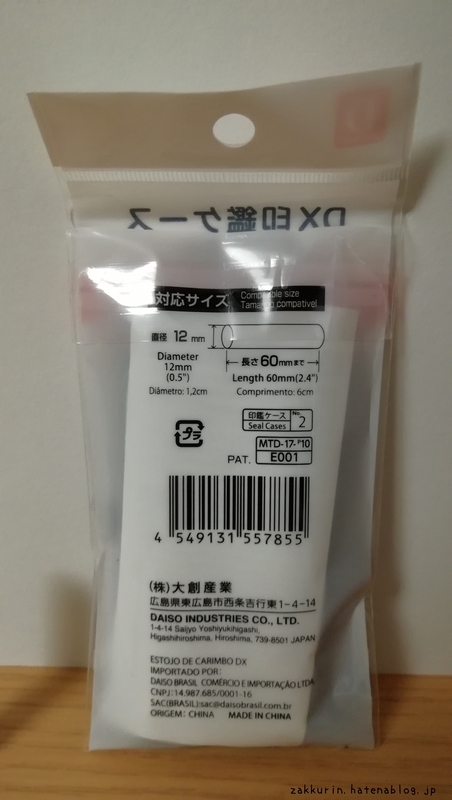 DX印鑑ケース
対応サイズ
Compatible size
Tamanho compatível
直径 12 mm
Diameter
12mm
(0.5")
Diâmetro: 1,2cm
長さ60mmまで
Length 60mm(2.4")
Comprimento: 6cm
印鑑ケース
Seal Cases
No.
2
プラ
MTD-17-P10
PAT. E001
4 549131 557855
(株)大創産業
広島県東広島市西条吉行東1-4-14
DAISO INDUSTRIES CO., LTD.
1-4-14 Saijyo Yoshiyukihigashi,
Higashihiroshima, Hiroshima, 739-8501 JAPAN
ESTOJO DE CARIMBO DX
IMPORTADO POR:
DAISO BRASIL COMÉRCIO E IMPORTAÇÃO LTDA
CNPJ: 14.987.685/0001-16
SAC(BRASIL):sac@daisobrasil.com.br
ORIGEM: CHINA MADE IN CHINA
zakkurin.hatenablog.jp